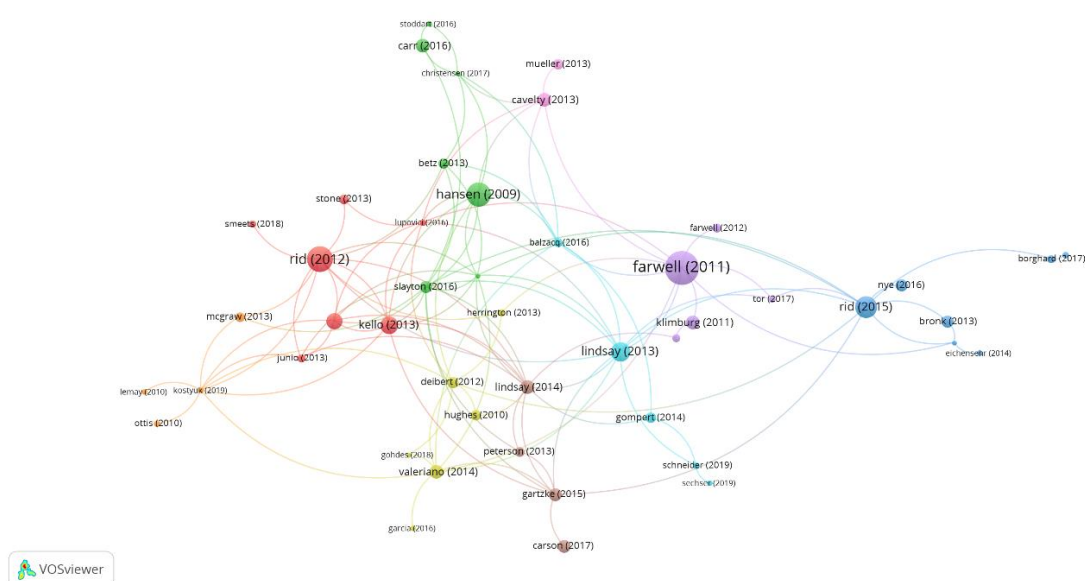 stoddart (2016)
carr (2016)
christensen (2017)
mueller (2013)
cavelty (2013)
betz (2013)
hansen (2009)
stone (2013)
smeets (2018)
lupovici (2016)
farwell (2012)
balzacq (2016)
rid (2012)
farwell (2011)
borghard (2017)
slayton (2016)
nye (2016)
tor (2017)
rid (2015)
herrington (2013)
mcgraw (2013)
kello (2013)
klimburg (2011)
bronk (2013)
lindsay (2013)
eichensehr (2014)
junio (2013)
deibert (2012)
lindsay (2014)
lemay (2010)
kostyuk (2019)
hughes (2010)
gompert (2014)
ottis (2010)
peterson (2013)
gohdes (2018)
schneider (2019)
valeriano (2014)
sechser (2019)
gartzke (2015)
garcia (2016)
carson (2017)
VOSviewer